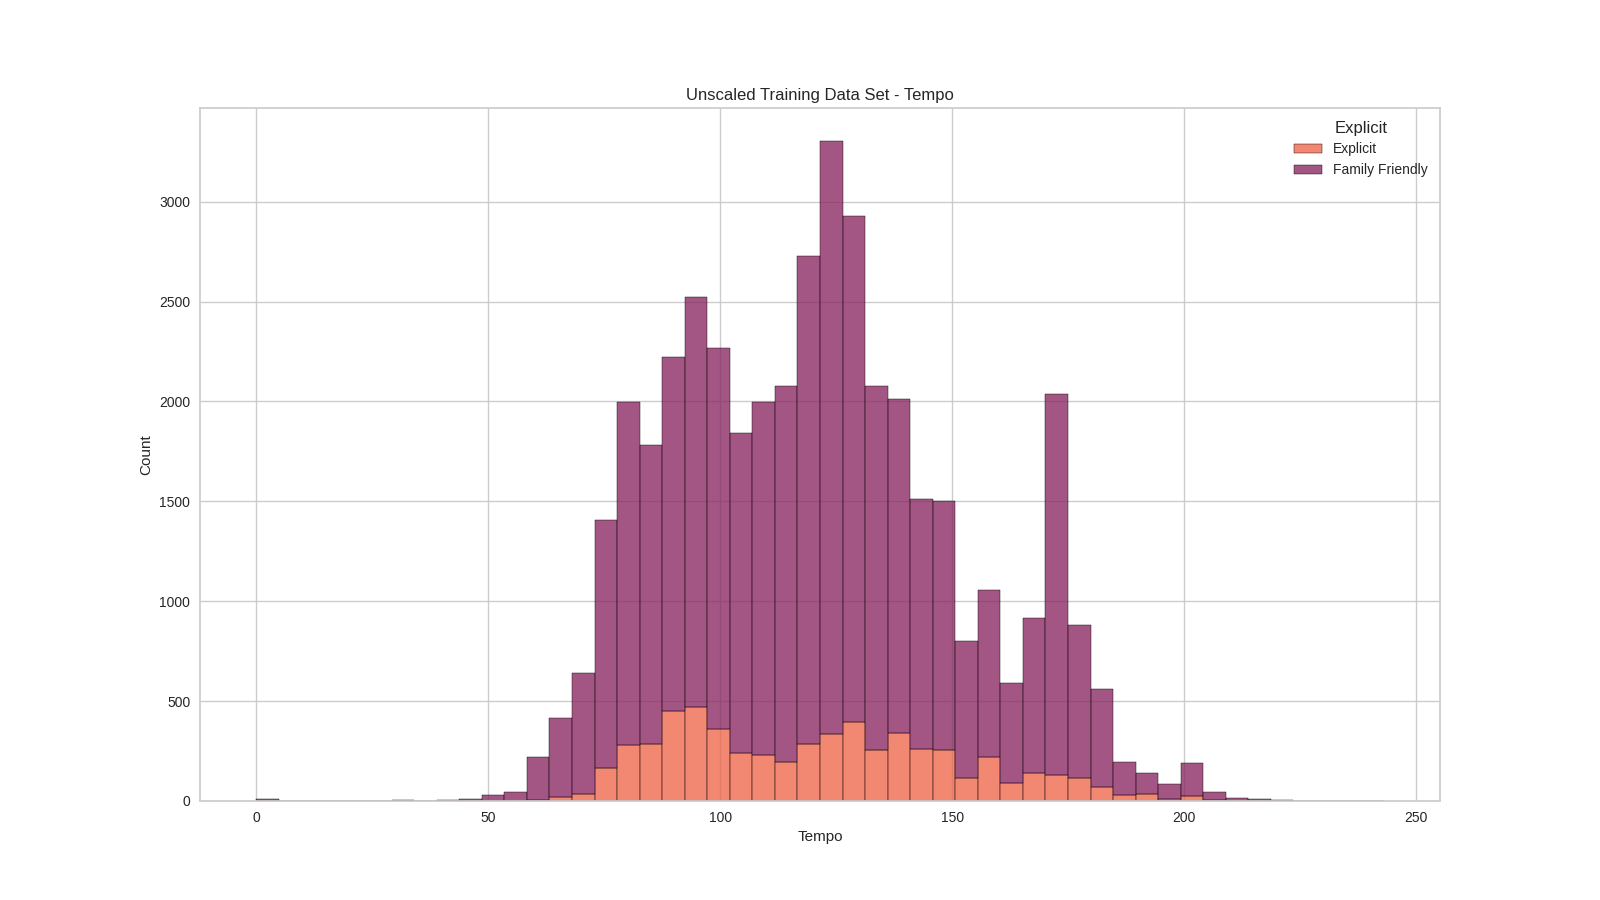 Unscaled Training Data Set - Tempo
Explicit
Explicit
Family Friendly
3000
2500
2000
1500
1000
500
0
Count
0 50 100 150 200 250
Tempo